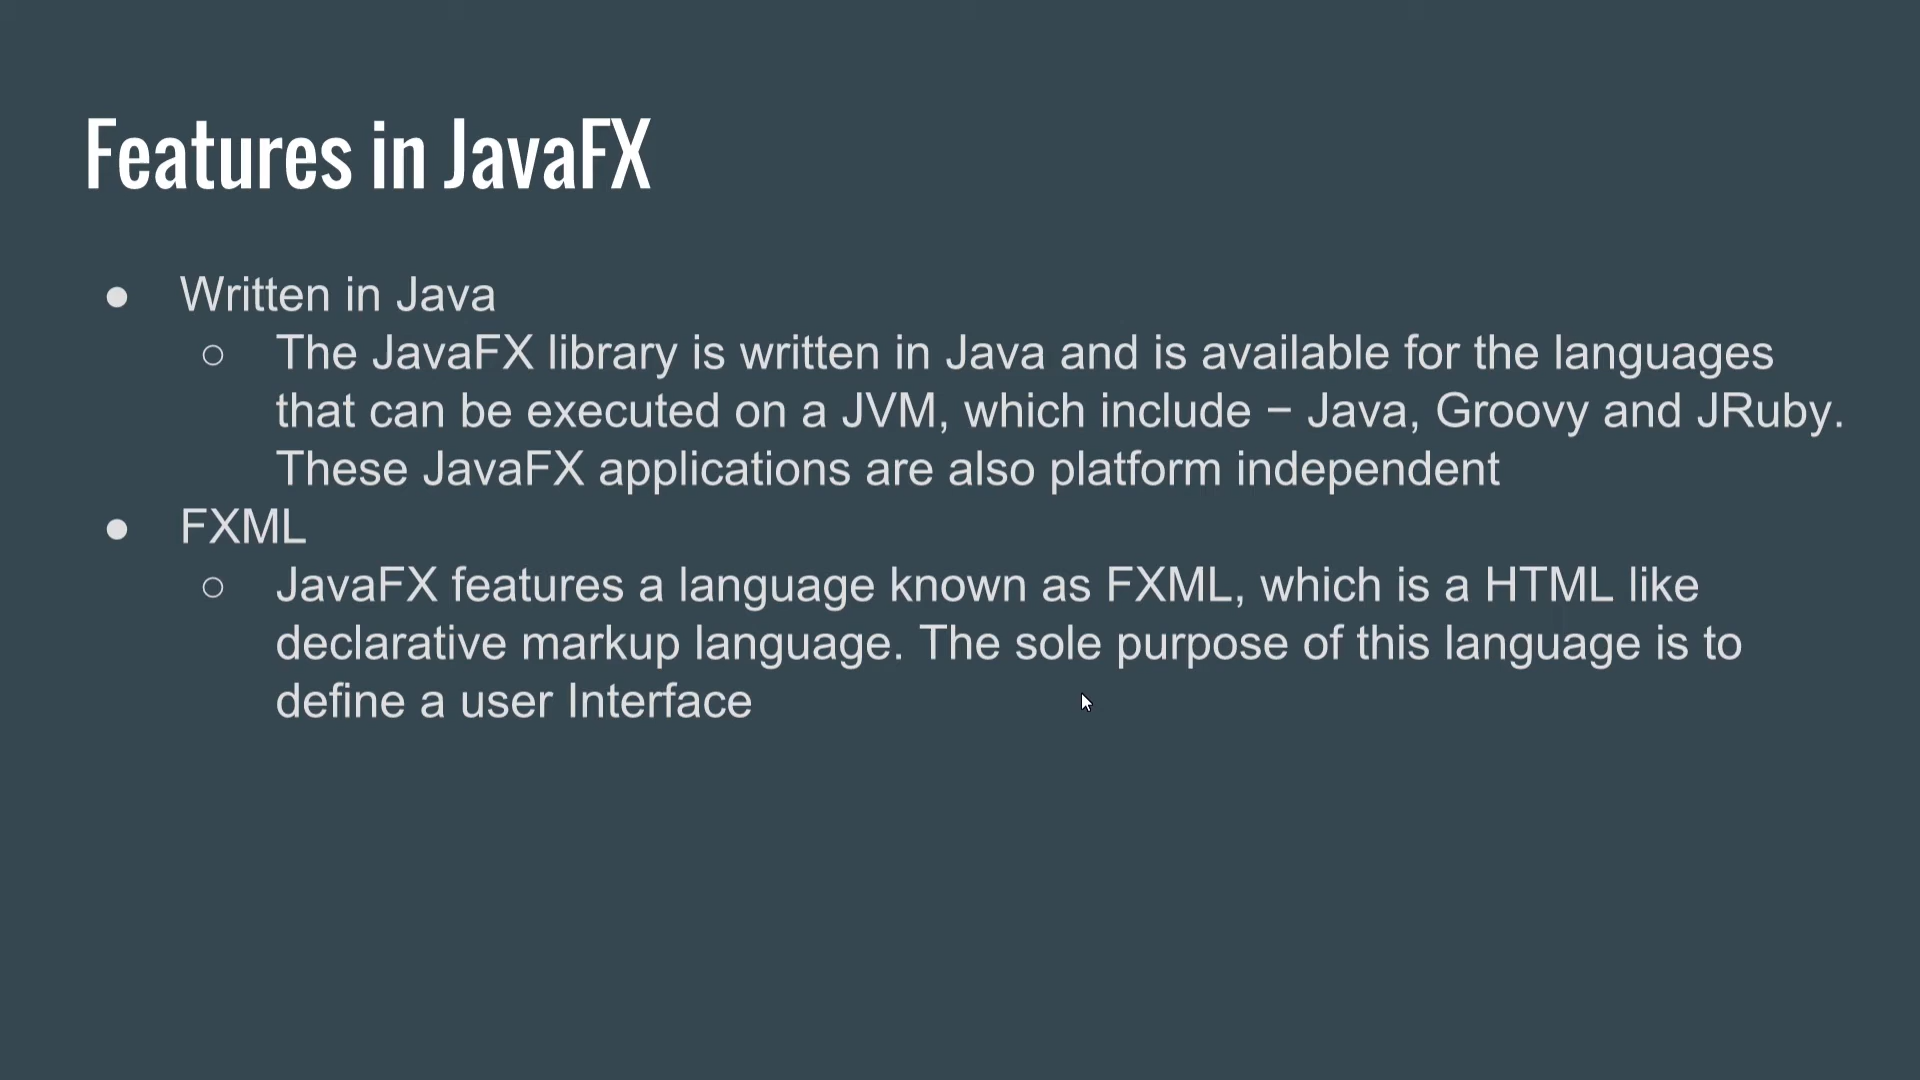 Features in JavaFX
● Written in Java
○ The JavaFX library is written in Java and is available for the languages
that can be executed on a JVM, which include − Java, Groovy and JRuby.
These JavaFX applications are also platform independent
● FXML
○ JavaFX features a language known as FXML, which is a HTML like
declarative markup language. The sole purpose of this language is to
define a user Interface